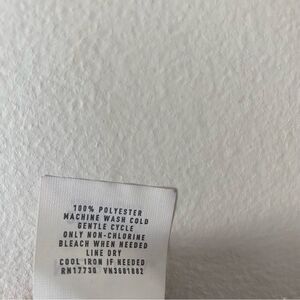 100% POLYESTER
MACHINE WASH COLD
GENTLE CYCLE
ONLY NON-CHLORINE
BLEACH WHEN NEEDED
LINE DRY
COOL IRON IF NEEDED
RN17730 VN3601882